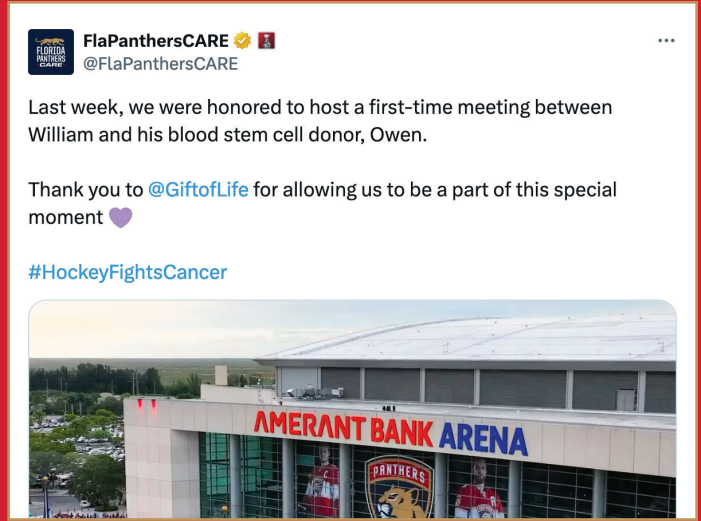 FLORIDA
PANTHERS
CARE
FlaPanthersCARE
@FlaPanthersCARE
Last week, we were honored to host a first-time meeting between
William and his blood stem cell donor, Owen.
Thank you to @GiftofLife for allowing us to be a part of this special
moment 💜
#HockeyFightsCancer
AMERANT BANK ARENA
PANTHERS